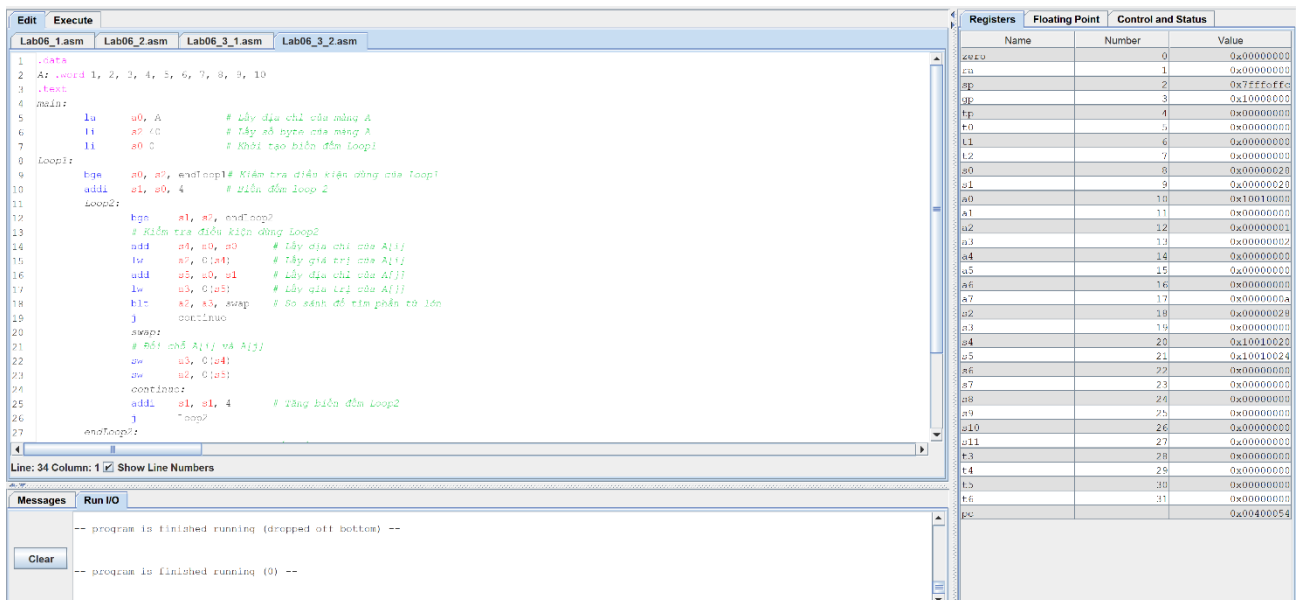 Edit Execute
Lab06_1.asm Lab06_2.asm Lab06_3_1.asm Lab06_3_2.asm
1 .data
2 A: .word 1, 2, 3, 4, 5, 6, 7, 8, 9, 10
3 .text
4 main:
5 la a0, A # Lấy địa chỉ của mảng A
6 li s2 40 # Lấy số byte của mảng A
7 li s0 0 # Khởi tạo biến đếm Loop1
8 Loop1:
9 bge s0, s2, endLoop1# Kiểm tra điều kiện dừng của Loop1
10 addi s1, s0, 4 # Biến đếm loop 2
11 Loop2:
12 bge s1, s2, endLoop2
13 # Kiểm tra điều kiện dừng Loop2
14 add s4, a0, s0 # Lấy địa chỉ của A[i]
15 lw a2, 0(s4) # Lấy giá trị của A[i]
16 add s5, a0, s1 # Lấy địa chỉ của A[j]
17 lw a3, 0(s5) # Lấy giá trị của A[j]
18 blt a2, a3, swap # So sánh để tìm phần tử lớn
19 j continue
20 swap:
21 # Đổi chỗ A[i] và A[j]
22 sw a3, 0(s4)
23 sw a2, 0(s5)
24 continue:
25 addi s1, s1, 4 # Tăng biến đếm Loop2
26 j Loop2
27 endLoop2:
Line: 34 Column: 1 Show Line Numbers
Messages Run I/O
-- program is finished running (dropped off bottom) --
-- program is finished running (0) --
Clear
Registers Floating Point Control and Status
Name Number Value
zero 0 0x00000000
ra 1 0x00000000
sp 2 0x7fffeffc
gp 3 0x10008000
tp 4 0x00000000
t0 5 0x00000000
t1 6 0x00000000
t2 7 0x00000000
s0 8 0x00000028
s1 9 0x00000028
a0 10 0x10010000
a1 11 0x00000000
a2 12 0x00000001
a3 13 0x00000002
a4 14 0x00000000
a5 15 0x00000000
a6 16 0x00000000
a7 17 0x0000000a
s2 18 0x00000028
s3 19 0x00000000
s4 20 0x10010020
s5 21 0x10010024
s6 22 0x00000000
s7 23 0x00000000
s8 24 0x00000000
s9 25 0x00000000
s10 26 0x00000000
s11 27 0x00000000
t3 28 0x00000000
t4 29 0x00000000
t5 30 0x00000000
t6 31 0x00000000
pc 0x00400054